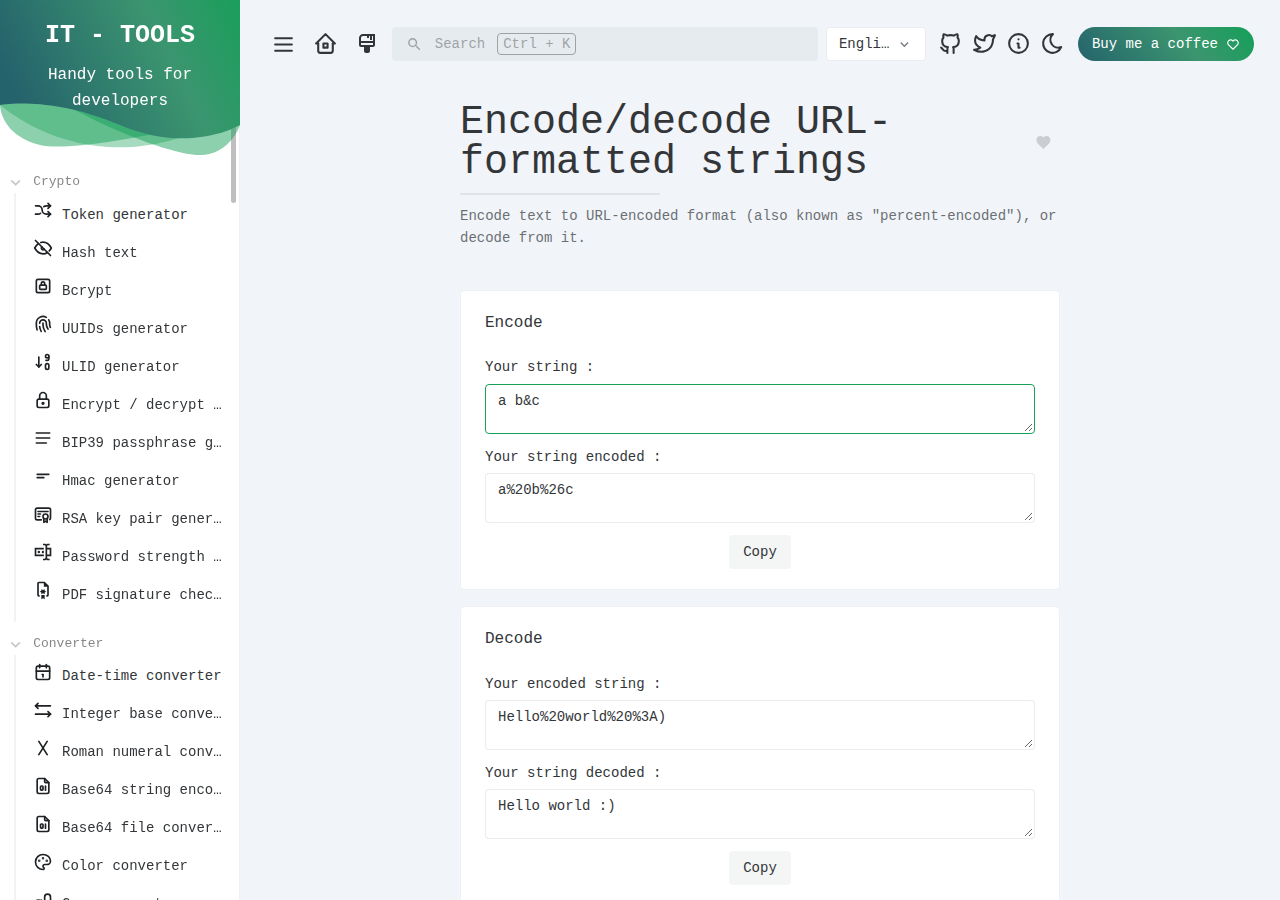 IT - TOOLS
Handy tools for
developers
Crypto
Token generator
Hash text
Bcrypt
UUIDs generator
ULID generator
Encrypt / decrypt …
BIP39 passphrase g…
Hmac generator
RSA key pair gener…
Password strength …
PDF signature chec…
Converter
Date-time converter
Integer base conve…
Roman numeral conv…
Base64 string enco…
Base64 file conver…
Color converter
Search Ctrl + K
Engli…
Buy me a coffee
Encode/decode URL-
formatted strings
Encode text to URL-encoded format (also known as "percent-encoded"), or
decode from it.
Encode
Your string :
a b&c
Your string encoded :
a%20b%26c
Copy
Decode
Your encoded string :
Hello%20world%20%3A)
Your string decoded :
Hello world :)
Copy